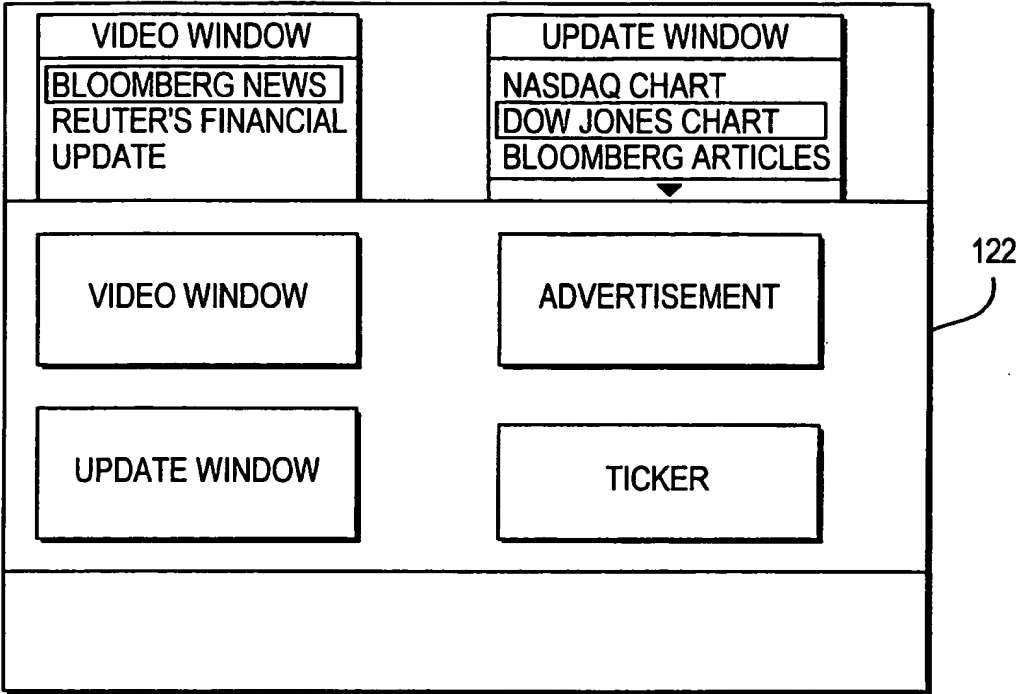 VIDEO WINDOW
BLOOMBERG NEWS
REUTER'S FINANCIAL
UPDATE
UPDATE WINDOW
NASDAQ CHART
DOW JONES CHART
BLOOMBERG ARTICLES
VIDEO WINDOW
ADVERTISEMENT
122
UPDATE WINDOW
TICKER